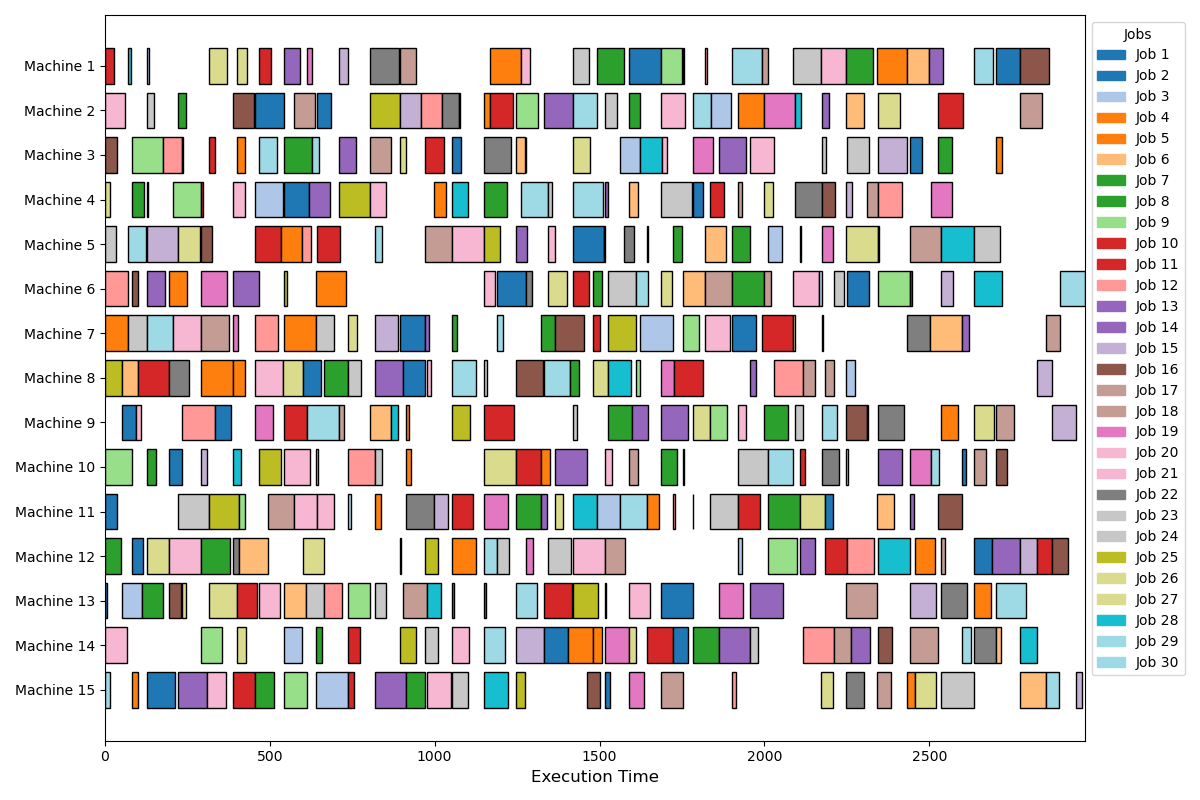 Machine 1
Machine 2
Machine 3
Machine 4
Machine 5
Machine 6
Machine 7
Machine 8
Machine 9
Machine 10
Machine 11
Machine 12
Machine 13
Machine 14
Machine 15
0 500 1000 1500 2000 2500
Execution Time
Jobs
Job 1
Job 2
Job 3
Job 4
Job 5
Job 6
Job 7
Job 8
Job 9
Job 10
Job 11
Job 12
Job 13
Job 14
Job 15
Job 16
Job 17
Job 18
Job 19
Job 20
Job 21
Job 22
Job 23
Job 24
Job 25
Job 26
Job 27
Job 28
Job 29
Job 30